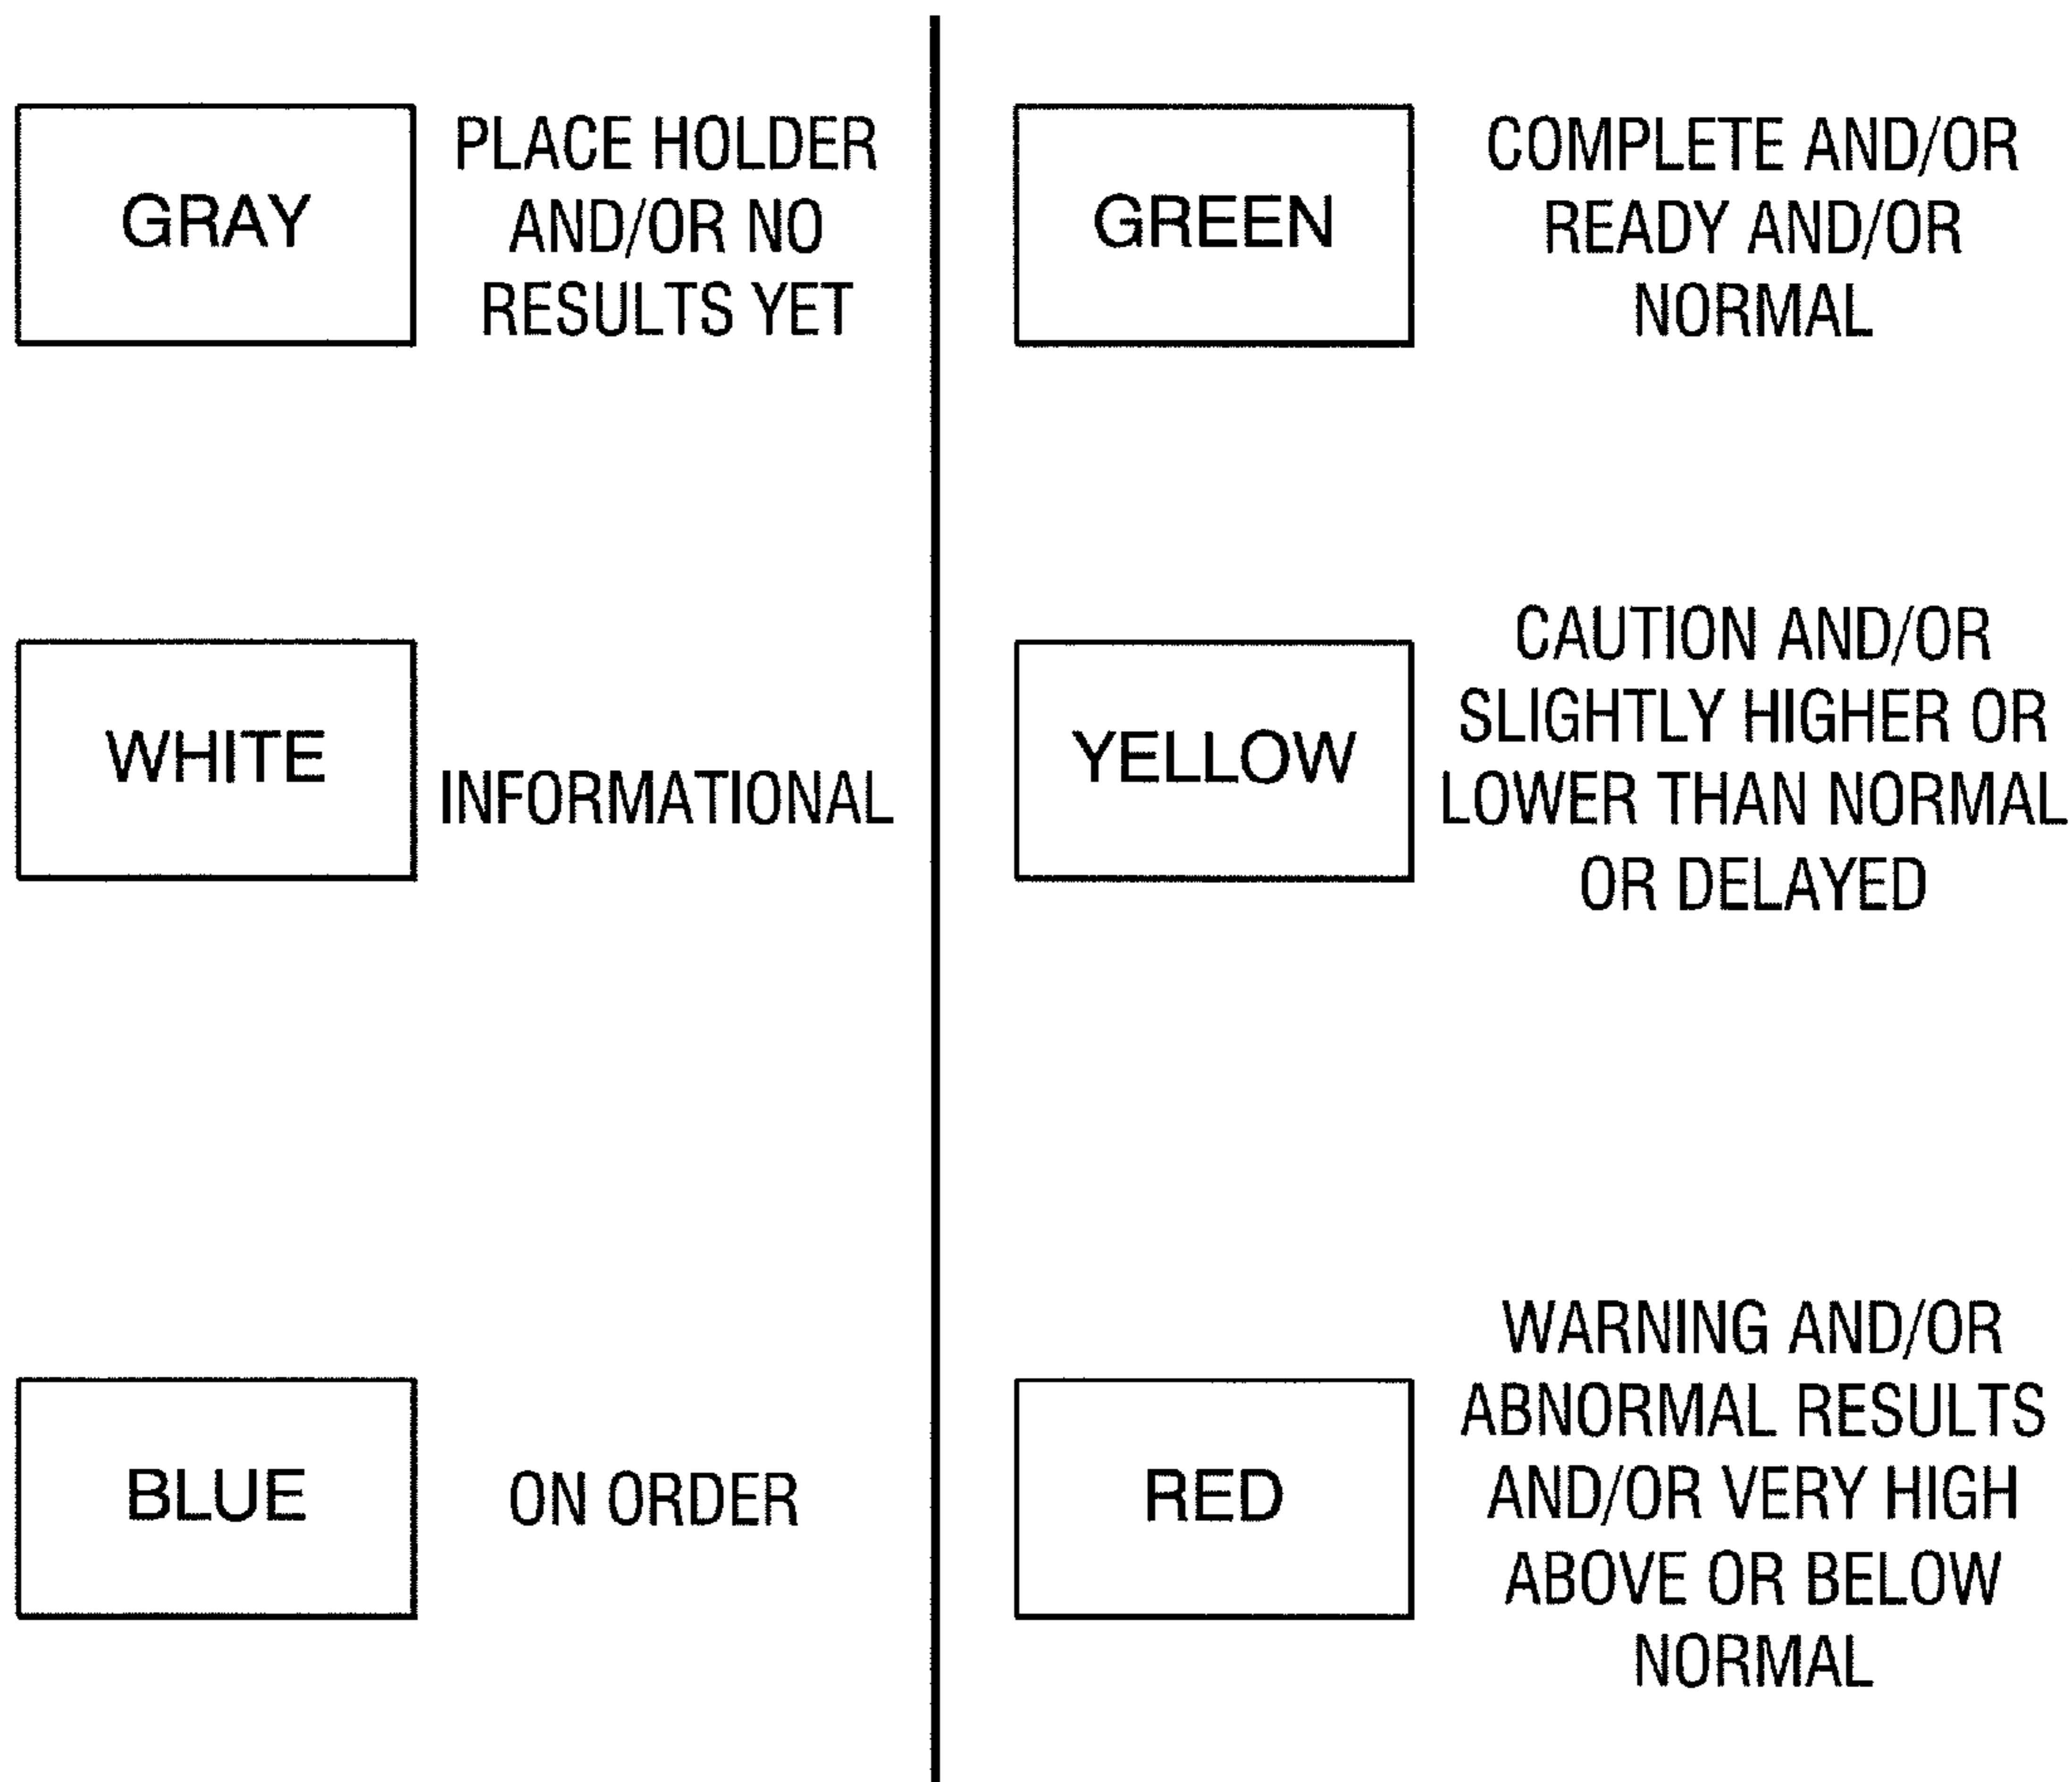 GRAY
PLACE HOLDER
AND/OR NO
RESULTS YET
WHITE
INFORMATIONAL
BLUE
ON ORDER
GREEN
COMPLETE AND/OR
READY AND/OR
NORMAL
YELLOW
CAUTION AND/OR
SLIGHTLY HIGHER OR
LOWER THAN NORMAL
OR DELAYED
RED
WARNING AND/OR
ABNORMAL RESULTS
AND/OR VERY HIGH
ABOVE OR BELOW
NORMAL